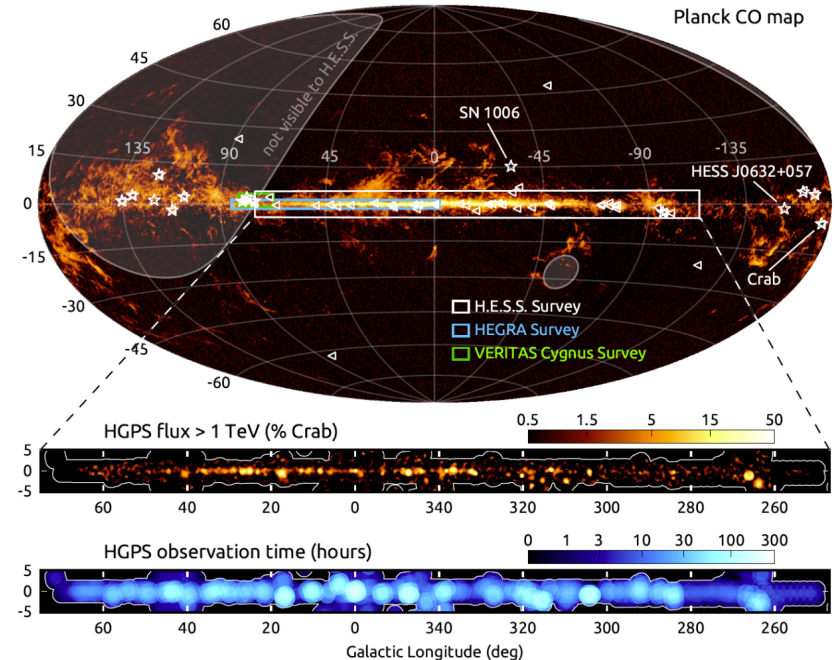 Planck CO map
60
45
30
15
0
-15
-30
-45
-60
135
90
45
0
-45
-90
-135
not visible to H.E.S.S.
SN 1006
HESS J0632+057
Crab
H.E.S.S. Survey
HEGRA Survey
VERITAS Cygnus Survey
HGPS flux > 1 TeV (% Crab)
0.5 1.5 5 15 50
5
0
-5
60 40 20 0 340 320 300 280 260
HGPS observation time (hours)
0 1 3 10 30 100 300
5
0
-5
60 40 20 0 340 320 300 280 260
Galactic Longitude (deg)